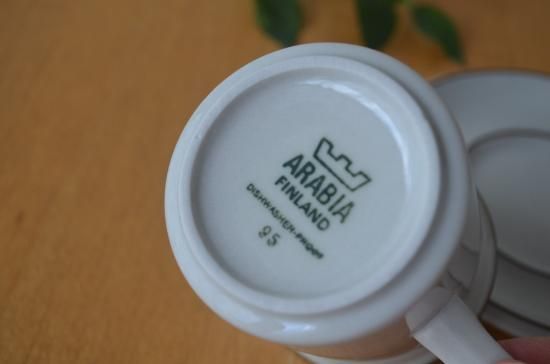 ARABIA
FINLAND
DISHWASHER-PROOF
95